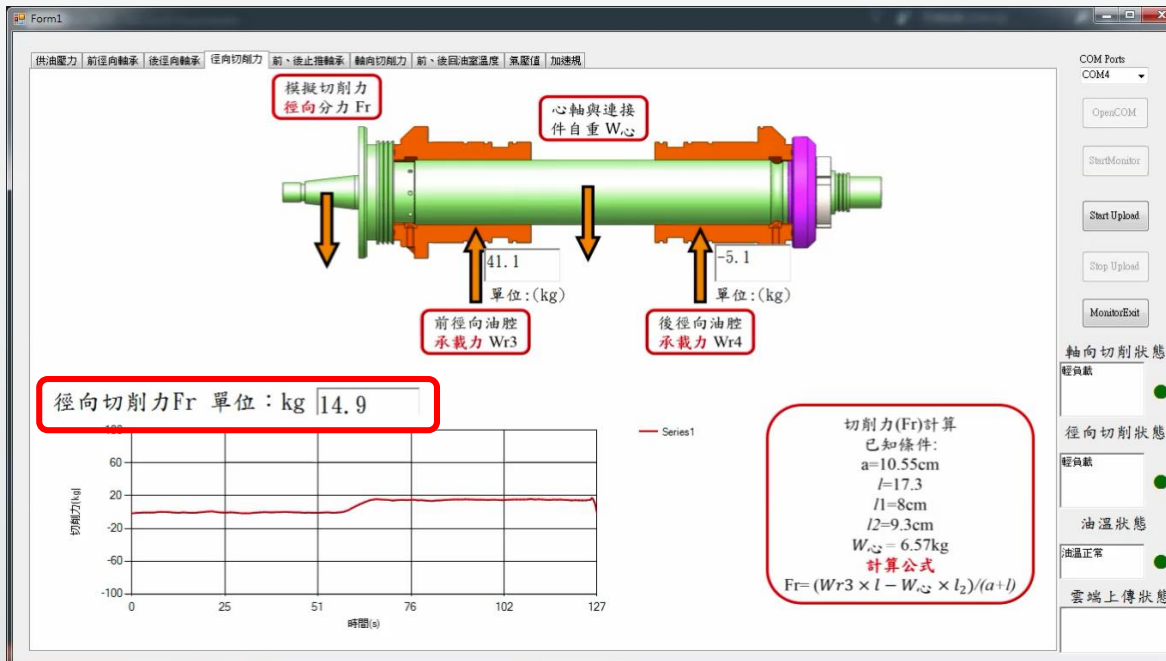 Form1
供油壓力 前徑向軸承 後徑向軸承 徑向切削力 前、後止推軸承 軸向切削力 前、後回油室溫度 氣壓值 加速規
模擬切削力
徑向分力 Fr
心軸與連接
件自重 W心
41.1
單位:(kg)
-5.1
單位:(kg)
前徑向油腔
承載力 Wr3
後徑向油腔
承載力 Wr4
徑向切削力Fr 單位：kg 14.9
100
60
20
-20
-60
-100
切削力(kg)
0 25 51 76 102 127
時間(s)
Series1
切削力(Fr)計算
已知條件:
a=10.55cm
l=17.3
l1=8cm
l2=9.3cm
W心 = 6.57kg
計算公式
Fr= (Wr3 × l − W心 × l₂)/(a+l)
COM Ports
COM4
OpenCOM
StartMonitor
Start Upload
Stop Upload
MonitorExit
軸向切削狀態
輕負載
徑向切削狀態
輕負載
油溫狀態
油溫正常
雲端上傳狀態